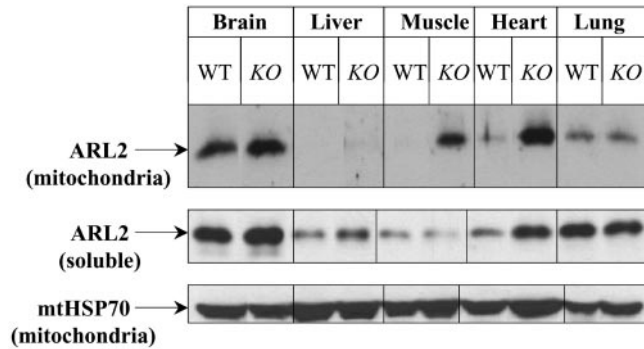 Brain Liver Muscle Heart Lung
WT KO WT KO WT KO WT KO WT KO
ARL2
(mitochondria)
ARL2
(soluble)
mtHSP70
(mitochondria)